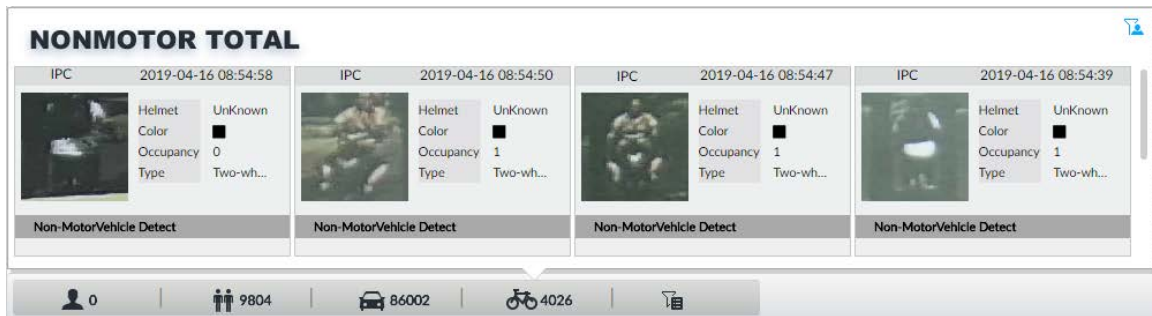 NONMOTOR TOTAL
IPC 2019-04-16 08:54:58
Helmet UnKnown
Color
Occupancy 0
Type Two-wh...
Non-MotorVehicle Detect
IPC 2019-04-16 08:54:50
Helmet UnKnown
Color
Occupancy 1
Type Two-wh...
Non-MotorVehicle Detect
IPC 2019-04-16 08:54:47
Helmet UnKnown
Color
Occupancy 1
Type Two-wh...
Non-MotorVehicle Detect
IPC 2019-04-16 08:54:39
Helmet UnKnown
Color
Occupancy 1
Type Two-wh...
Non-MotorVehicle Detect
0 9804 86002 4026